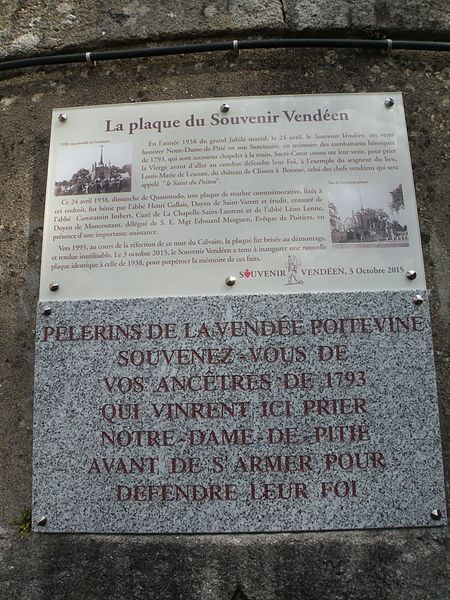 La plaque du Souvenir Vendéen
En l'année 1938 du grand Jubilé marial, le 24 avril, le Souvenir Vendéen est venu
honorer Notre-Dame-de-Pitié en son Sanctuaire, en mémoire des combattants héroïques
de 1793, qui sont accourus chapelet à la main, Sacré Cœur cousu sur leur veste, pour prier
la Vierge avant d'aller au combat défendre leur Foi, à l'exemple du seigneur du lieu,
Louis-Marie de Lescure, du château de Clisson à Boismé, celui des chefs vendéens qui sera
appelé "le Saint du Poitou".
Ce 24 avril 1938, dimanche de Quasimodo, une plaque de marbre commémorative, fixée à
cet endroit, fut bénie par l'abbé Henri Gallais, Doyen de Saint-Varent et érudit, entouré de
l'abbé Constantin Imbert, Curé de La Chapelle-Saint-Laurent et de l'abbé Léon Lenne,
Doyen de Moncoutant, délégué de S. E. Mgr Edouard Mesguen, Evêque de Poitiers, en
présence d'une importante assistance.
Vers 1995, au cours de la réfection de ce mur du Calvaire, la plaque fut brisée au démontage,
et rendue inutilisable. Le 3 octobre 2015, le Souvenir Vendéen a tenu à inaugurer une nouvelle
plaque identique à celle de 1938, pour perpétuer la mémoire de ces faits.
SOUVENIR VENDÉEN, 3 Octobre 2015
PELERINS DE LA VENDÉE POITEVINE
SOUVENEZ-VOUS DE
VOS ANCÊTRES DE 1793
QUI VINRENT ICI PRIER
NOTRE-DAME-DE-PITIÉ
AVANT DE S'ARMER POUR
DÉFENDRE LEUR FOI